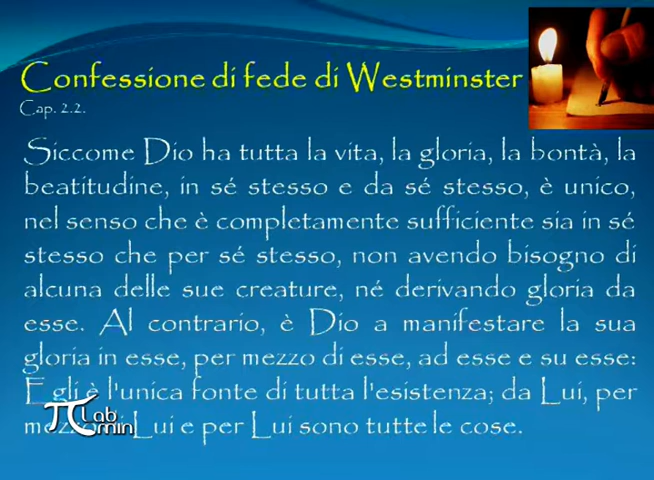 Confessione di fede di Westminster
Cap. 2.2.
Siccome Dio ha tutta la vita, la gloria, la bontà, la
beatitudine, in sé stesso e da sé stesso, è unico,
nel senso che è completamente sufficiente sia in sé
stesso che per sé stesso, non avendo bisogno di
alcuna delle sue creature, né derivando gloria da
esse. Al contrario, è Dio a manifestare la sua
gloria in esse, per mezzo di esse, ad esse e su esse:
Egli è l'unica fonte di tutta l'esistenza; da Lui, per
Lui e per Lui sono tutte le cose.
ab
min